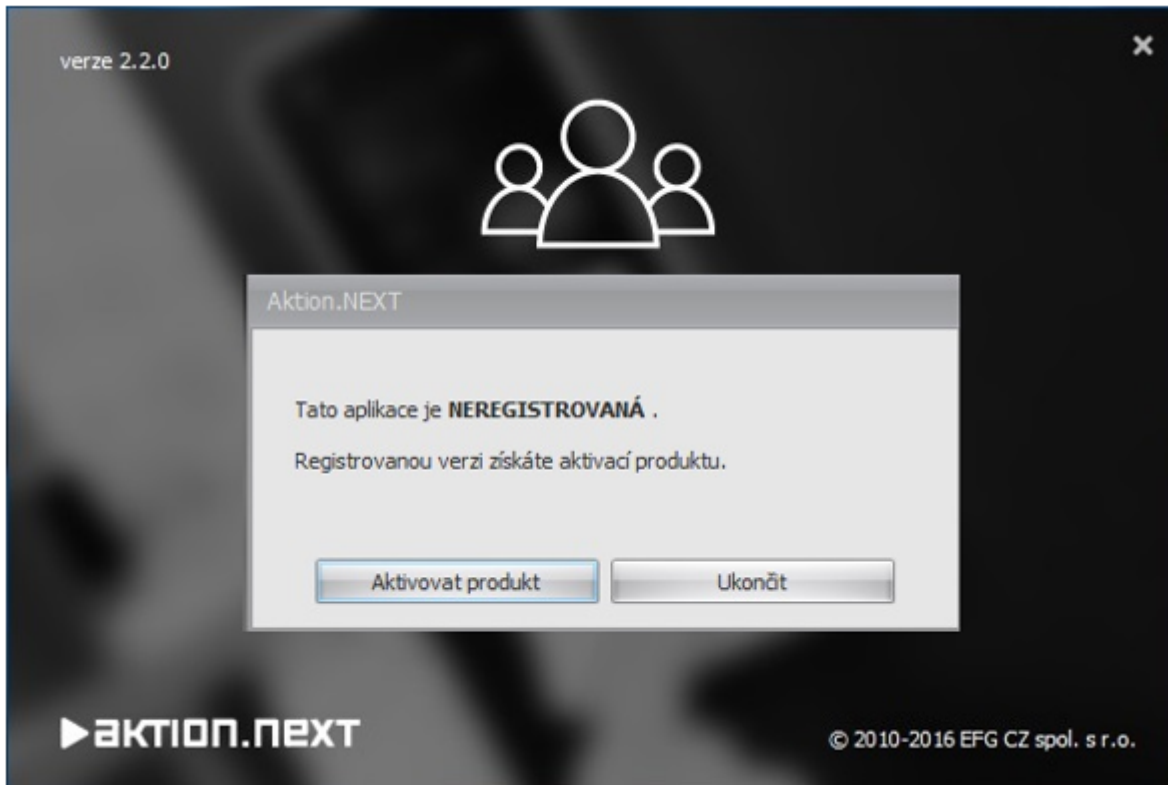 verze 2.2.0
Aktion.NEXT
Tato aplikace je NEREGISTROVANÁ .
Registrovanou verzi získáte aktivací produktu.
Aktivovat produkt
Ukončit
aktion.next
© 2010-2016 EFG CZ spol. s r.o.